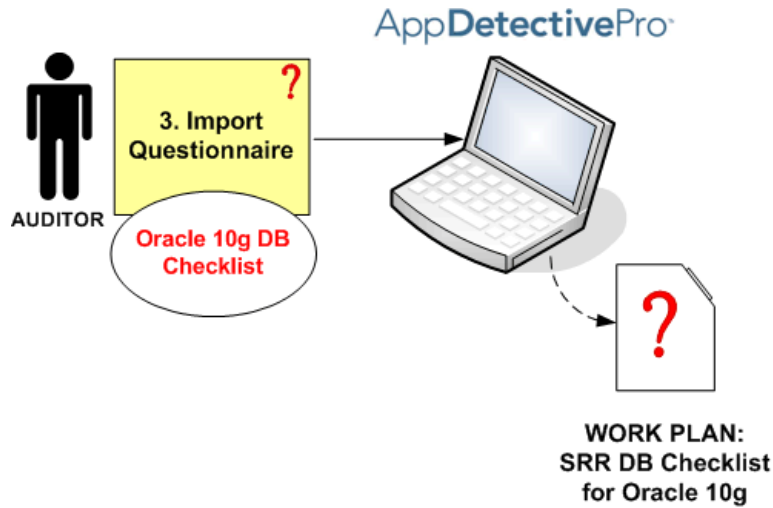 AppDetectivePro
?
3. Import
Questionnaire
AUDITOR
Oracle 10g DB
Checklist
?
WORK PLAN:
SRR DB Checklist
for Oracle 10g